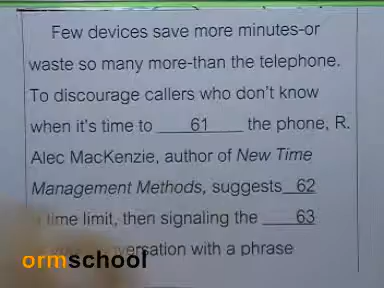 Few devices save more minutes-or
waste so many more-than the telephone.
To discourage callers who don't know
when it's time to 61 the phone, R.
Alec MacKenzie, author of New Time
Management Methods, suggests 62
time limit, then signaling the 63
with a phrase
ormschool